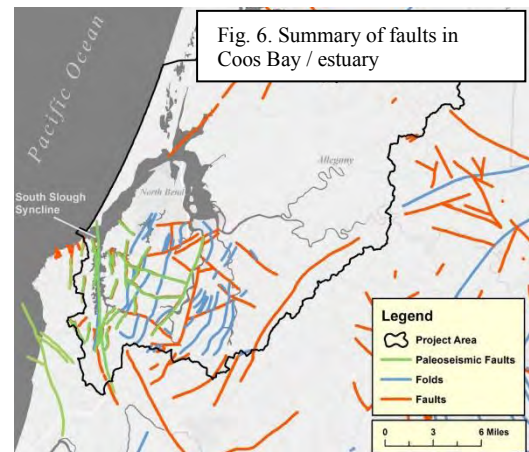 Fig. 6. Summary of faults in
Coos Bay / estuary
Pacific Ocean
Allegany
North Bend
South Slough
Syncline
Legend
Project Area
Paleoseismic Faults
Folds
Faults
0 3 6 Miles